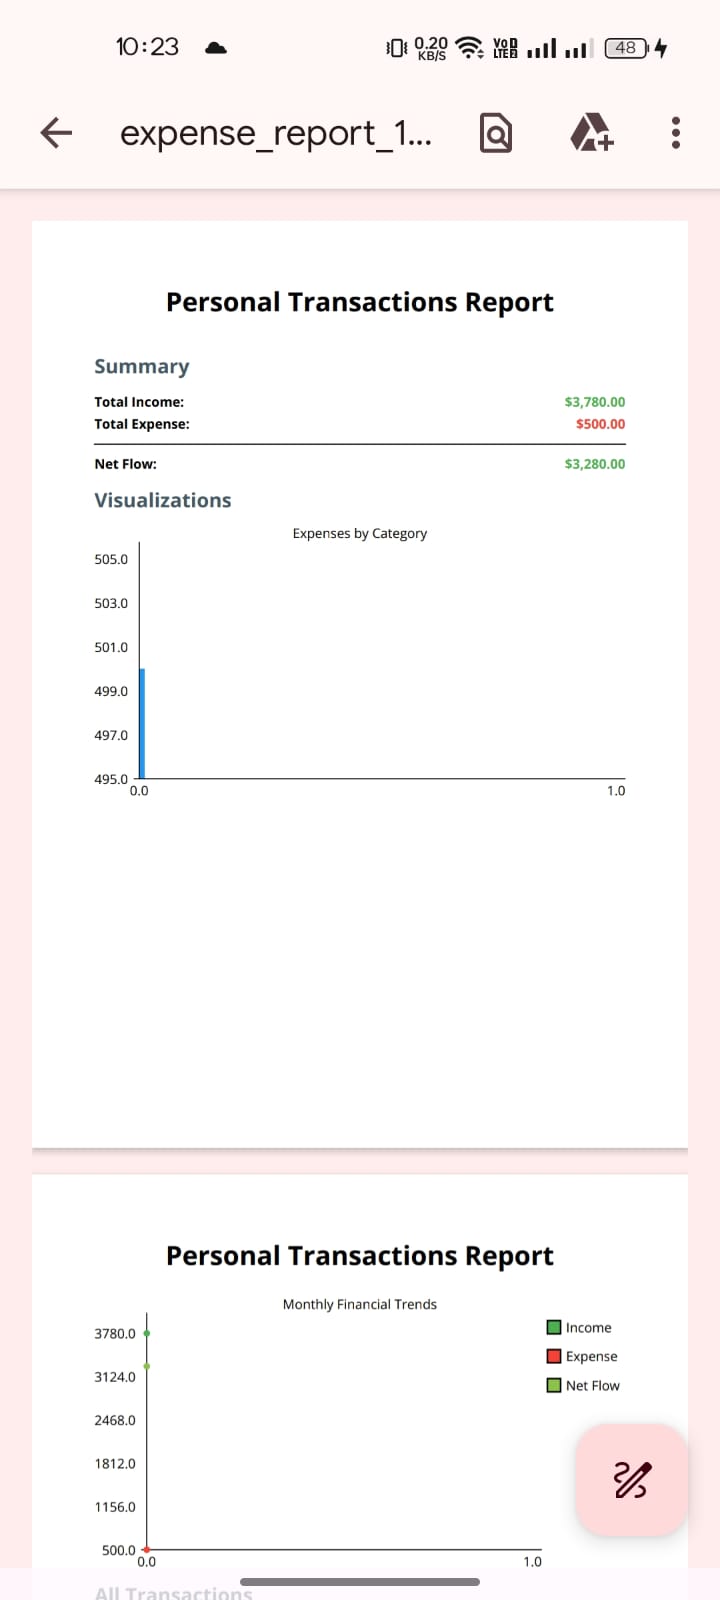 10:23 0.20 KB/S Vo LTE 48
expense_report_1...
Personal Transactions Report
Summary
Total Income: $3,780.00
Total Expense: $500.00
Net Flow: $3,280.00
Visualizations
Expenses by Category
505.0
503.0
501.0
499.0
497.0
495.0
0.0 1.0
Personal Transactions Report
Monthly Financial Trends
3780.0
3124.0
2468.0
1812.0
1156.0
500.0
0.0 1.0
Income
Expense
Net Flow
All Transactions